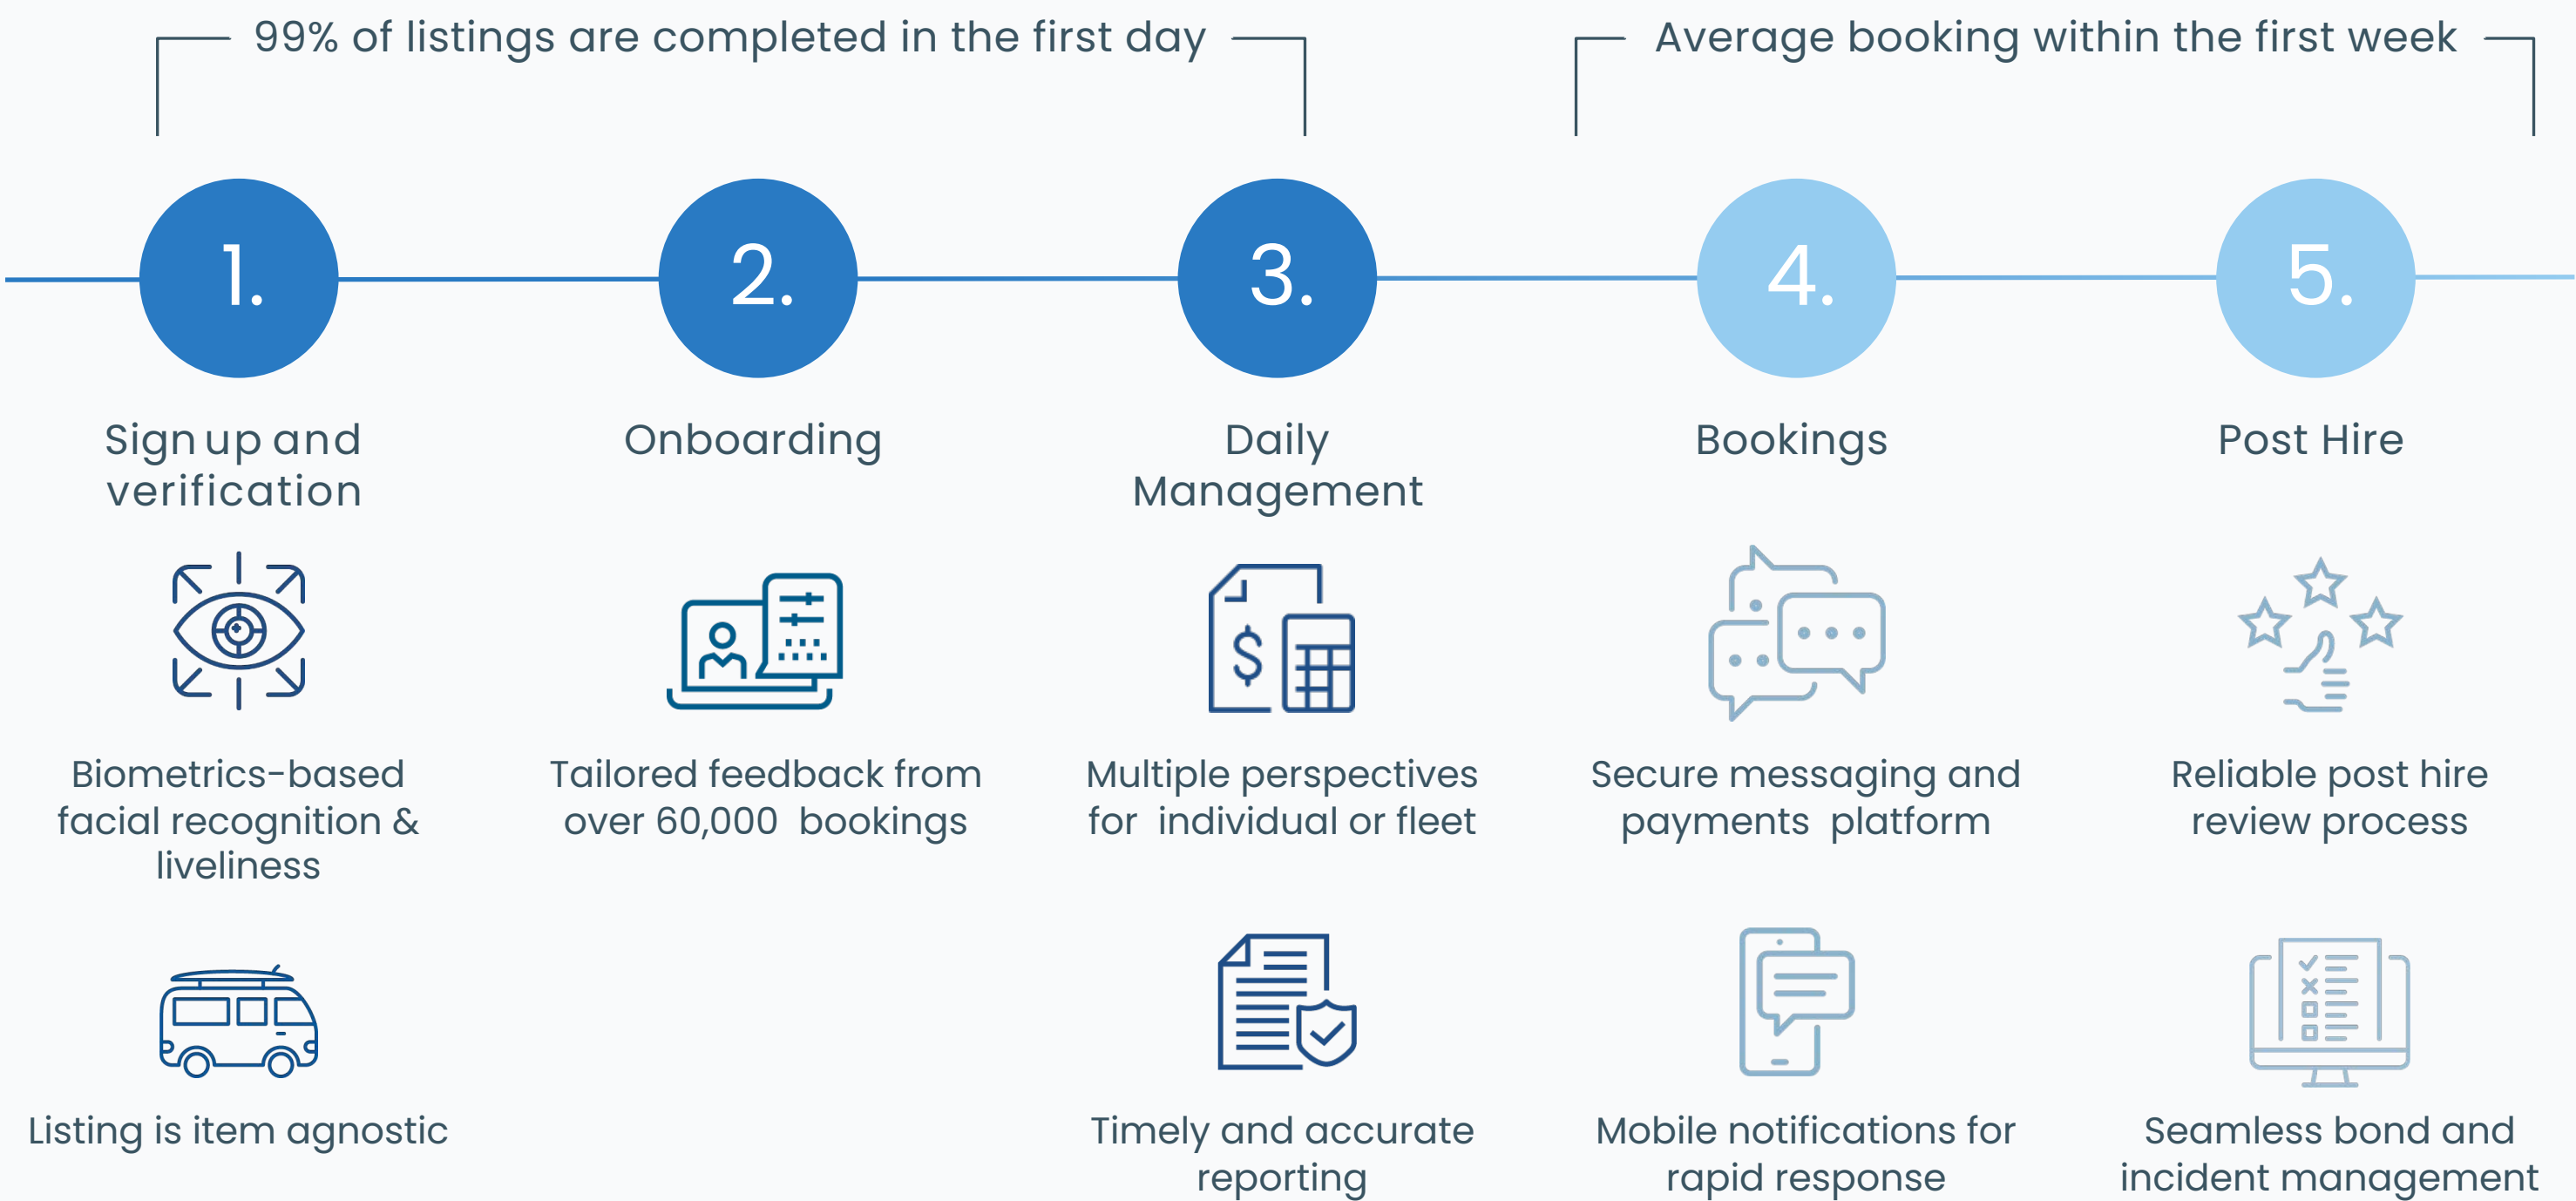 99% of listings are completed in the first day
Average booking within the first week
1.
2.
3.
4.
5.
Sign up and
verification
Onboarding
Daily
Management
Bookings
Post Hire
$
Biometrics-based
facial recognition &
liveliness
Tailored feedback from
over 60,000 bookings
Multiple perspectives
for individual or fleet
Secure messaging and
payments platform
Reliable post hire
review process
Listing is item agnostic
Timely and accurate
reporting
Mobile notifications for
rapid response
Seamless bond and
incident management